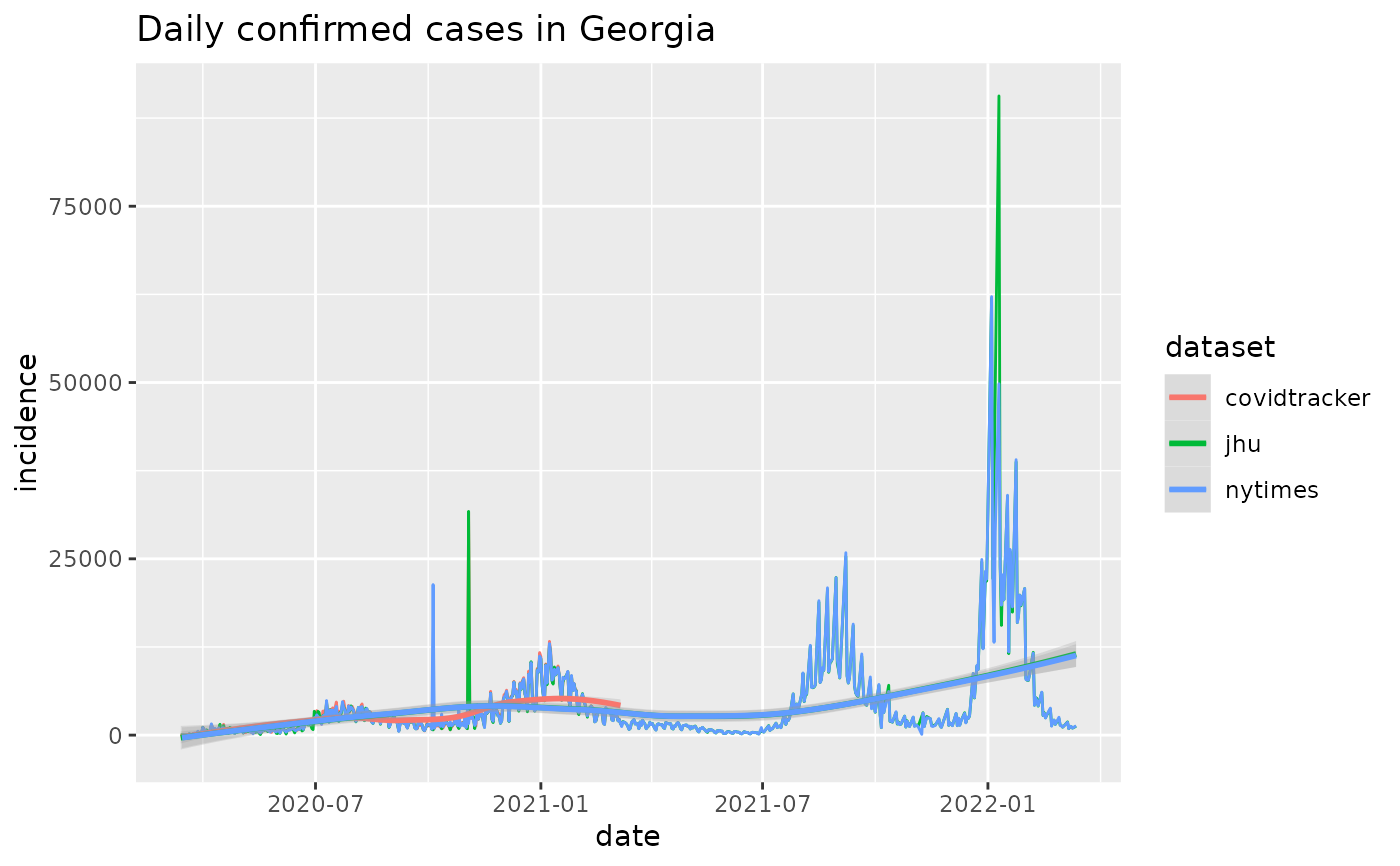 Daily confirmed cases in Georgia
75000
50000
25000
0
incidence
2020-07
2021-01
2021-07
2022-01
date
dataset
covidtracker
jhu
nytimes